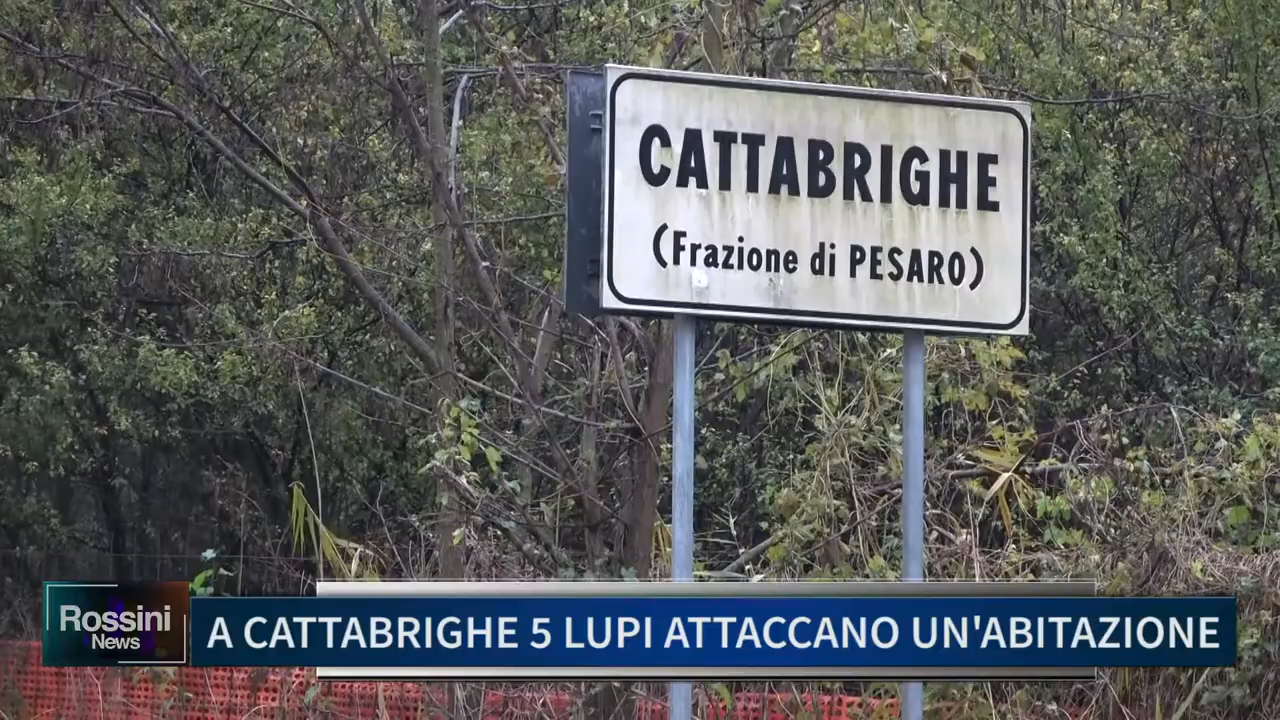 CATTABRIGHE
(Frazione di PESARO)
Rossini
News
A CATTABRIGHE 5 LUPI ATTACCANO UN'ABITAZIONE